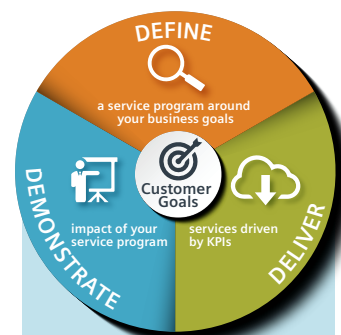 DEFINE
a service program around
your business goals
Customer
Goals
DEMONSTRATE
impact of your
service program
services driven
by KPIs
DELIVER